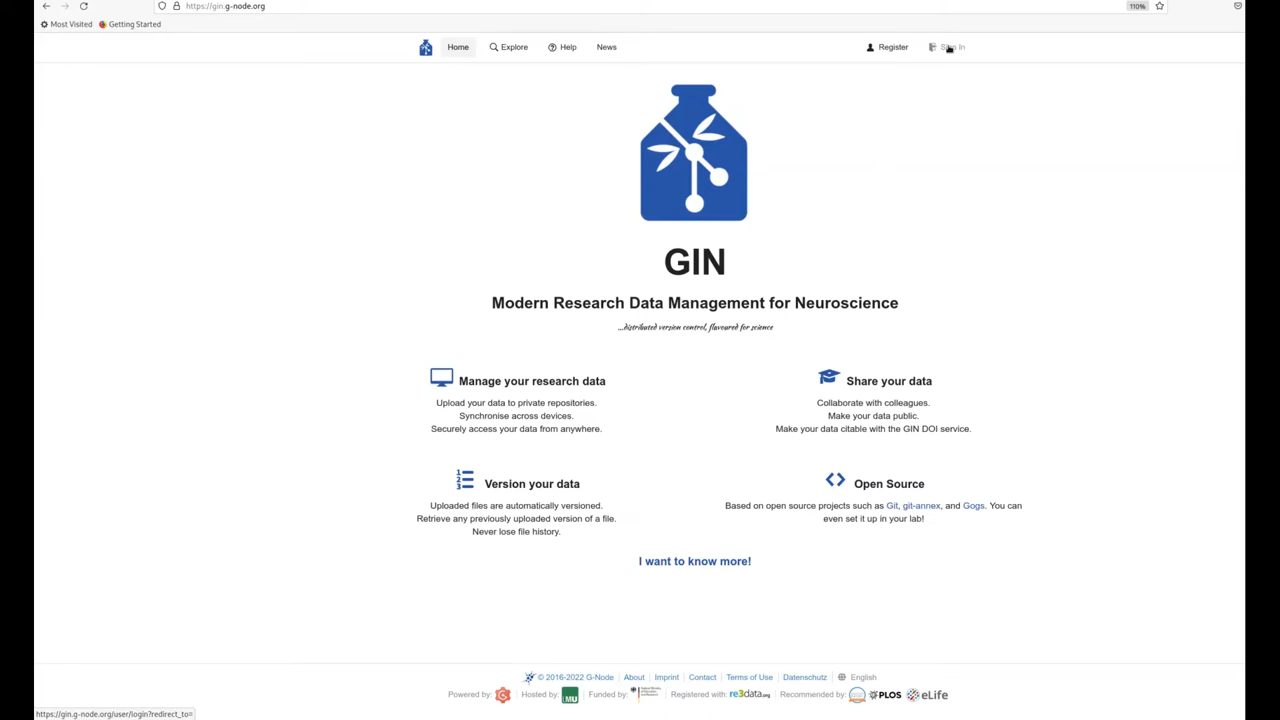 https://gin.g-node.org
110%
Most Visited Getting Started
Home Explore Help News Register Sign In
GIN
Modern Research Data Management for Neuroscience
...distributed version control, flavoured for science
Manage your research data
Upload your data to private repositories.
Synchronise across devices.
Securely access your data from anywhere.
Share your data
Collaborate with colleagues.
Make your data public.
Make your data citable with the GIN DOI service.
1
2
3
Version your data
Uploaded files are automatically versioned.
Retrieve any previously uploaded version of a file.
Never lose file history.
Open Source
Based on open source projects such as Git, git-annex, and Gogs. You can
even set it up in your lab!
I want to know more!
© 2016-2022 G-Node About Imprint Contact Terms of Use Datenschutz English
Powered by: Hosted by: LMU Funded by: Registered with: re3data.org Recommended by: PLOS eLife
https://gin.g-node.org/user/login?redirect_to=